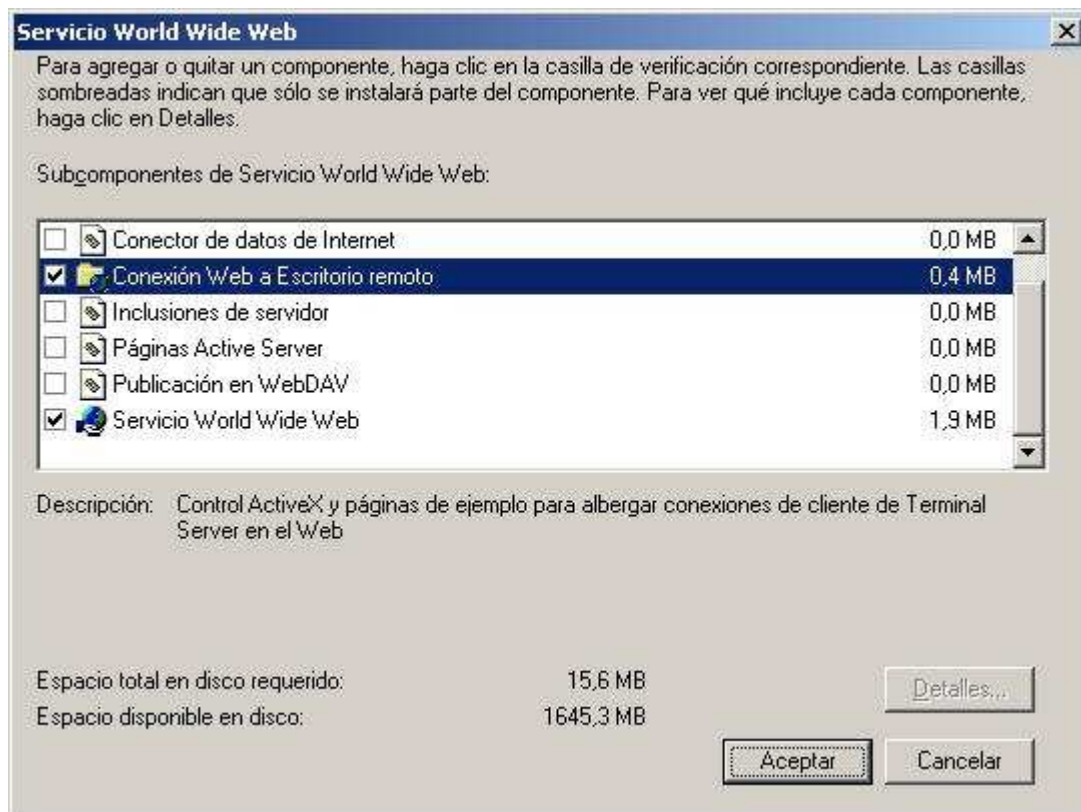 Servicio World Wide Web
Para agregar o quitar un componente, haga clic en la casilla de verificación correspondiente. Las casillas
sombreadas indican que sólo se instalará parte del componente. Para ver qué incluye cada componente,
haga clic en Detalles.
Subcomponentes de Servicio World Wide Web:
Conector de datos de Internet 0,0 MB
Conexión Web a Escritorio remoto 0,4 MB
Inclusiones de servidor 0,0 MB
Páginas Active Server 0,0 MB
Publicación en WebDAV 0,0 MB
Servicio World Wide Web 1,9 MB
Descripción: Control ActiveX y páginas de ejemplo para albergar conexiones de cliente de Terminal
Server en el Web
Espacio total en disco requerido: 15,6 MB
Espacio disponible en disco: 1645,3 MB
Detalles...
Aceptar Cancelar